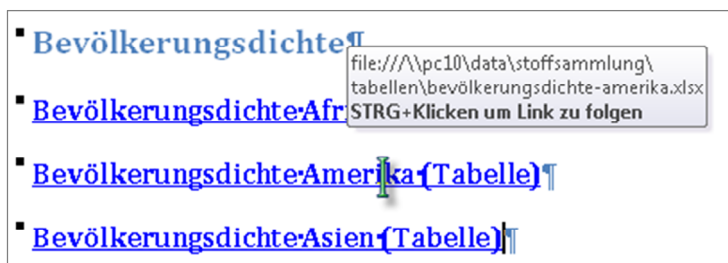 Bevölkerungsdichte¶
file:///\\pc10\data\stoffsammlung\
tabellen\bevölkerungsdichte-amerika.xlsx
STRG+Klicken um Link zu folgen
Bevölkerungsdichte·Afri
Bevölkerungsdichte·Amerika·(Tabelle)¶
Bevölkerungsdichte·Asien·(Tabelle)¶